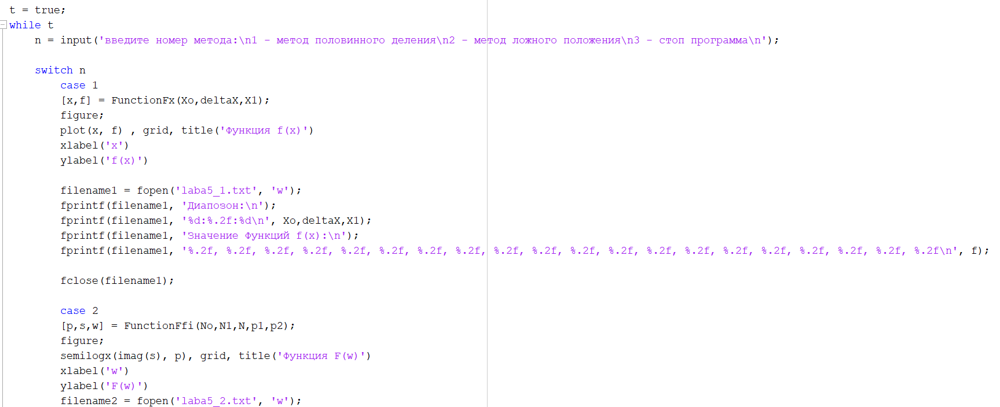 t = true;
while t
    n = input('введите номер метода:\n1 - метод половинного деления\n2 - метод ложного положения\n3 - стоп программа\n');
    switch n
        case 1
        [x,f] = FunctionFx(Xo,deltaX,X1);
        figure;
        plot(x, f) , grid, title('Функция f(x)')
        xlabel('x')
        ylabel('f(x)')
        filename1 = fopen('laba5_1.txt', 'w');
        fprintf(filename1, 'Диапозон:\n');
        fprintf(filename1, '%d:%.2f:%d\n', Xo,deltaX,X1);
        fprintf(filename1, 'Значение Функций f(x):\n');
        fprintf(filename1, '%.2f, %.2f, %.2f, %.2f, %.2f, %.2f, %.2f, %.2f, %.2f, %.2f, %.2f, %.2f, %.2f, %.2f, %.2f, %.2f, %.2f, %.2f, %.2f, %.2f\n', f);
        fclose(filename1);
        case 2
        [p,s,w] = FunctionFfi(No,N1,N,p1,p2);
        figure;
        semilogx(imag(s), p), grid, title('Функция F(w)')
        xlabel('w')
        ylabel('F(w)')
        filename2 = fopen('laba5_2.txt', 'w');